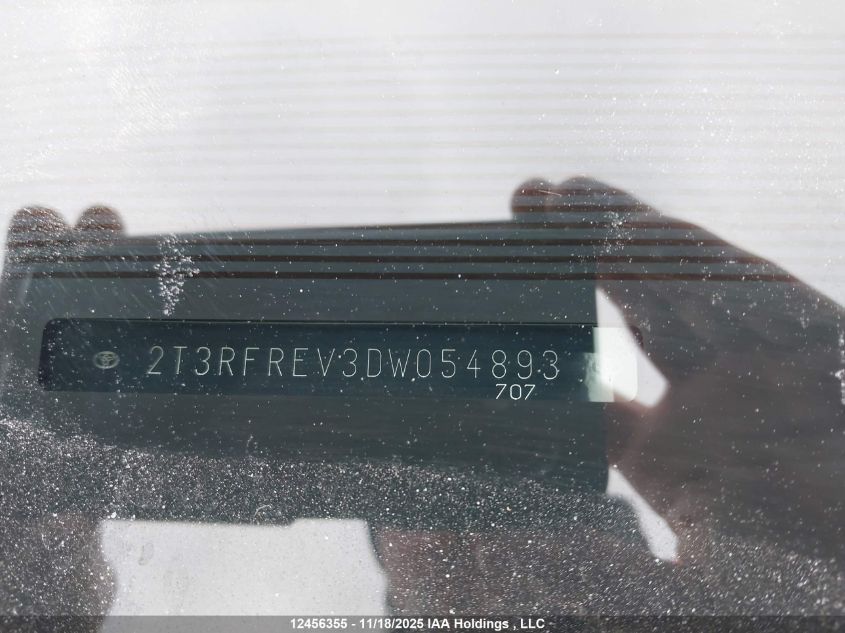 2T3RFREV3DW054893
707
12456355 - 11/18/2025 IAA Holdings , LLC -